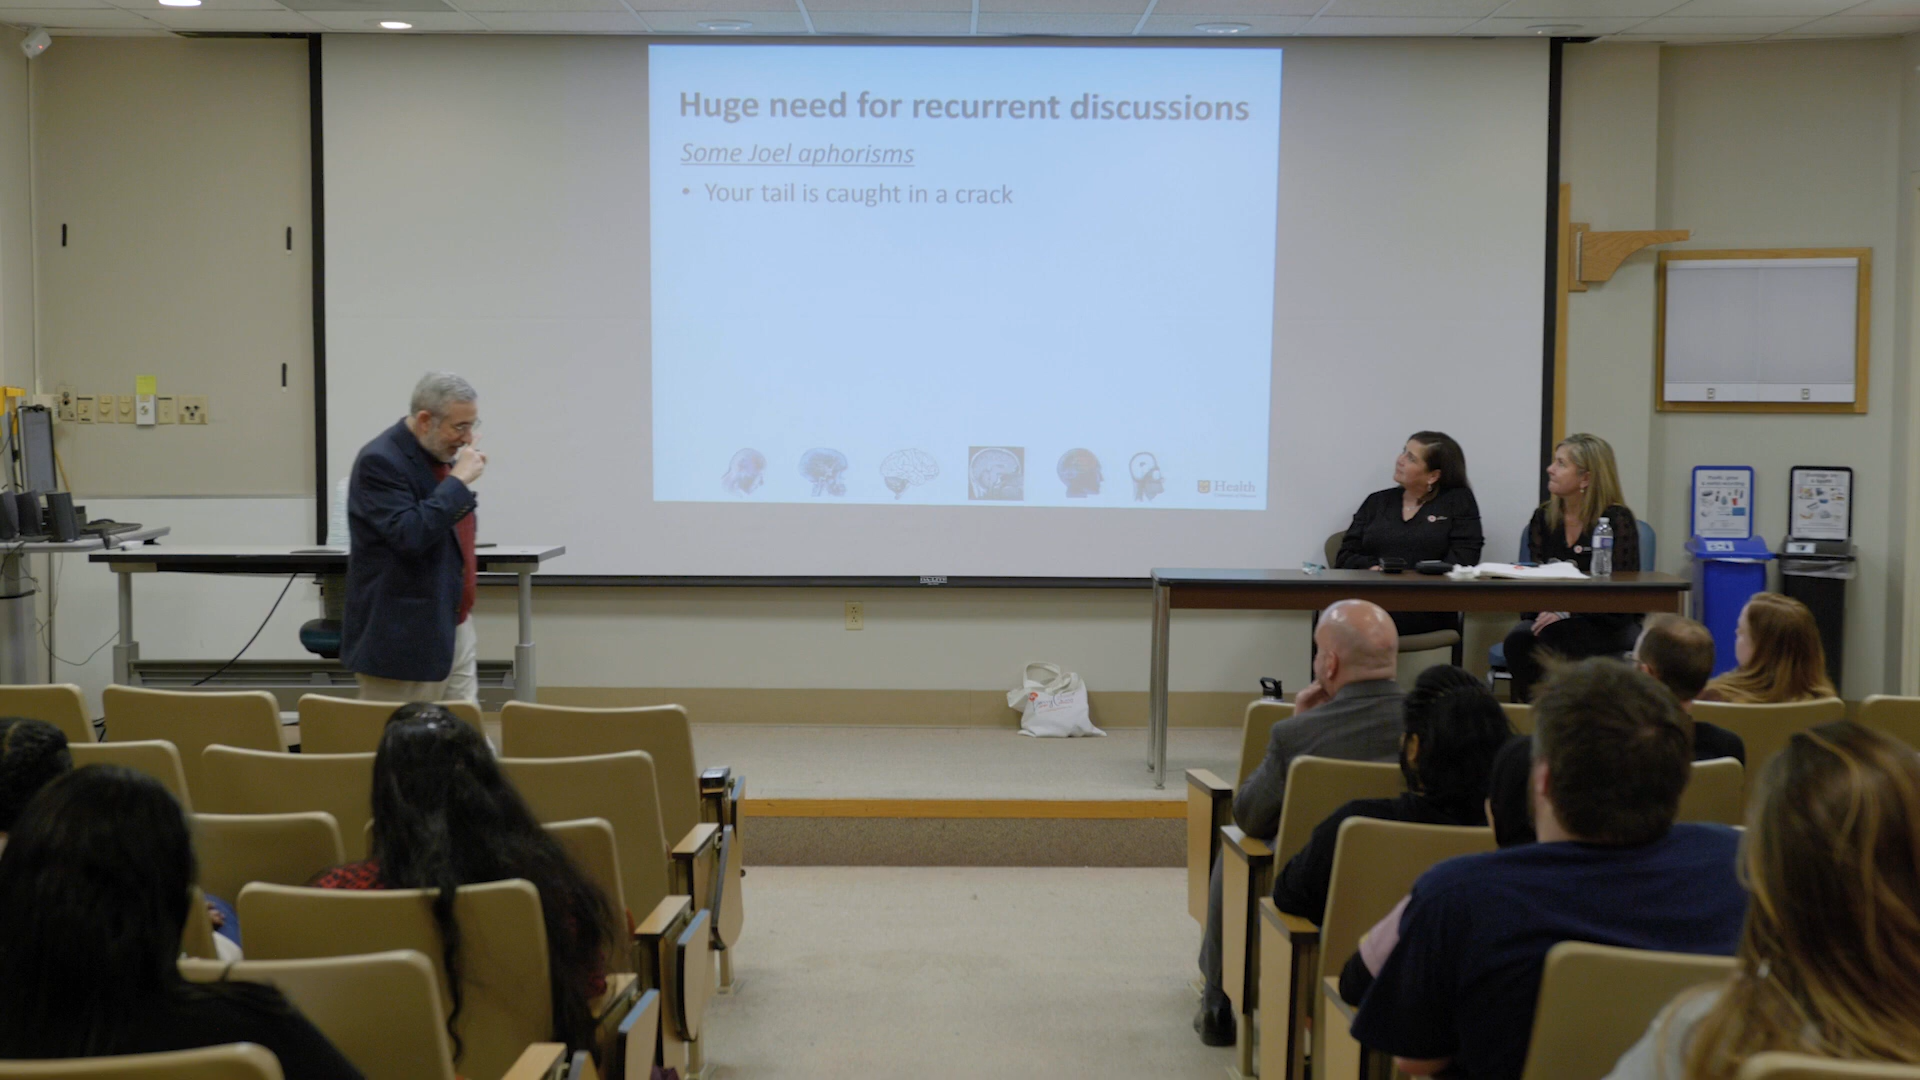 Huge need for recurrent discussions
Some Joel aphorisms
• Your tail is caught in a crack
Health